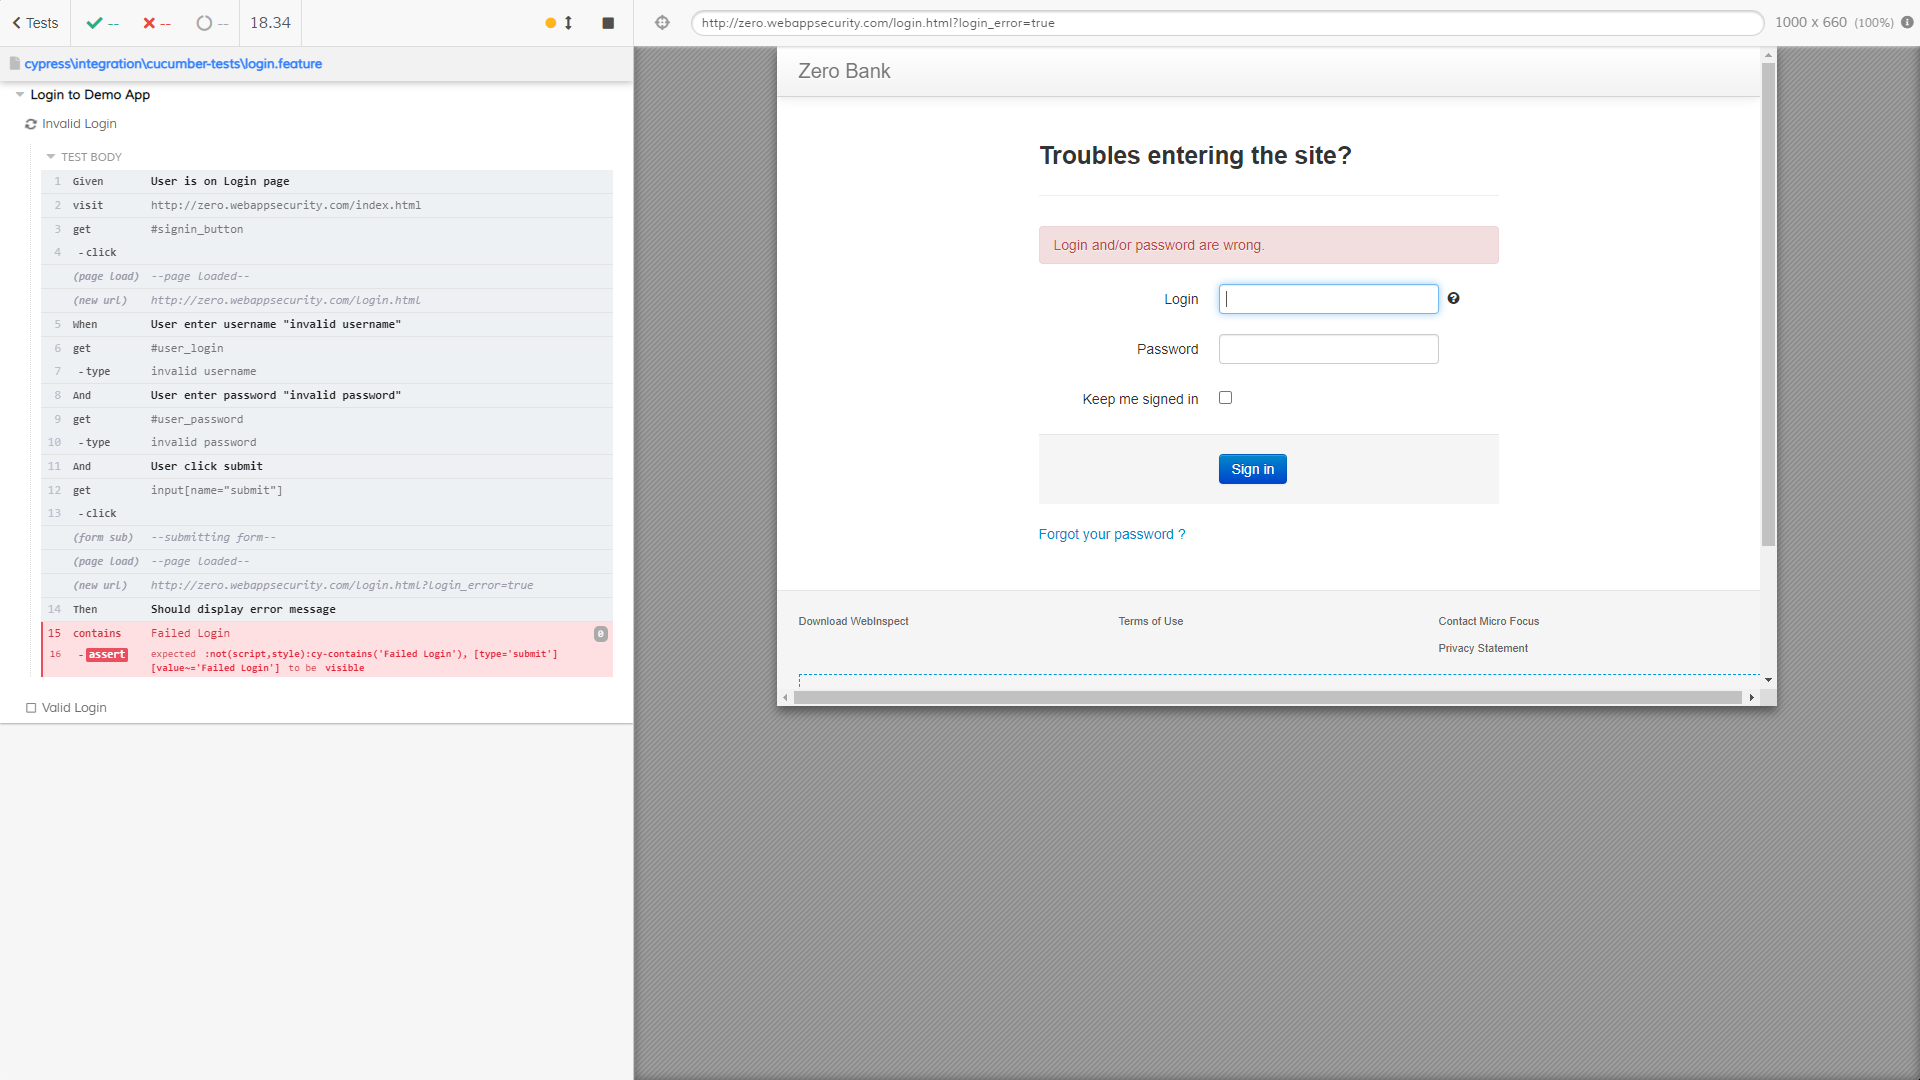 Tests
--
--
--
18.34
http://zero.webappsecurity.com/login.html?login_error=true
1000 x 660 (100%)
cypress\integration\cucumber-tests\login.feature
Login to Demo App
Invalid Login
TEST BODY
1 Given User is on Login page
2 visit http://zero.webappsecurity.com/index.html
3 get #signin_button
4 -click
(page load) --page loaded--
(new url) http://zero.webappsecurity.com/login.html
5 When User enter username "invalid username"
6 get #user_login
7 -type invalid username
8 And User enter password "invalid password"
9 get #user_password
10 -type invalid password
11 And User click submit
12 get input[name="submit"]
13 -click
(form sub) --submitting form--
(page load) --page loaded--
(new url) http://zero.webappsecurity.com/login.html?login_error=true
14 Then Should display error message
15 contains Failed Login 0
16 -assert expected :not(script,style):cy-contains('Failed Login'), [type='submit']
[value~='Failed Login'] to be visible
Valid Login
Zero Bank
Troubles entering the site?
Login and/or password are wrong.
Login
Password
Keep me signed in
Sign in
Forgot your password ?
Download WebInspect
Terms of Use
Contact Micro Focus
Privacy Statement